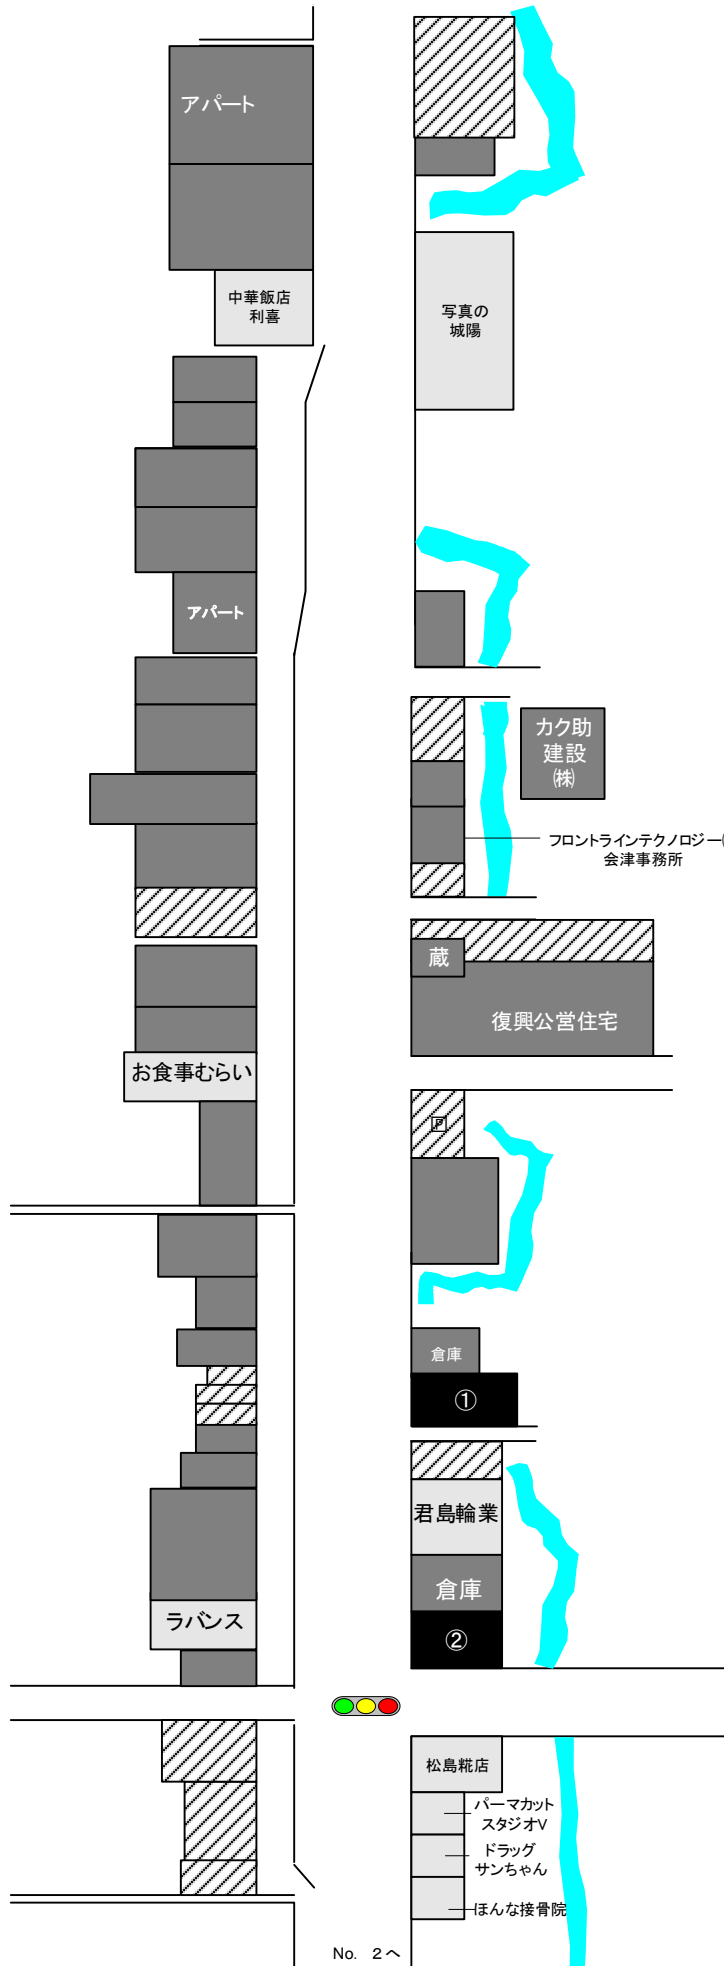 アパート
中華飯店
利喜
写真の
城陽
アパート
カク助
建設
㈱
フロントラインテクノロジー(
会津事務所
蔵
復興公営住宅
お食事むらい
P
倉庫
①
君島輪業
倉庫
ラバンス
②
松島糀店
パーマカット
スタジオV
ドラッグ
サンちゃん
ほんな接骨院
No. 2へ